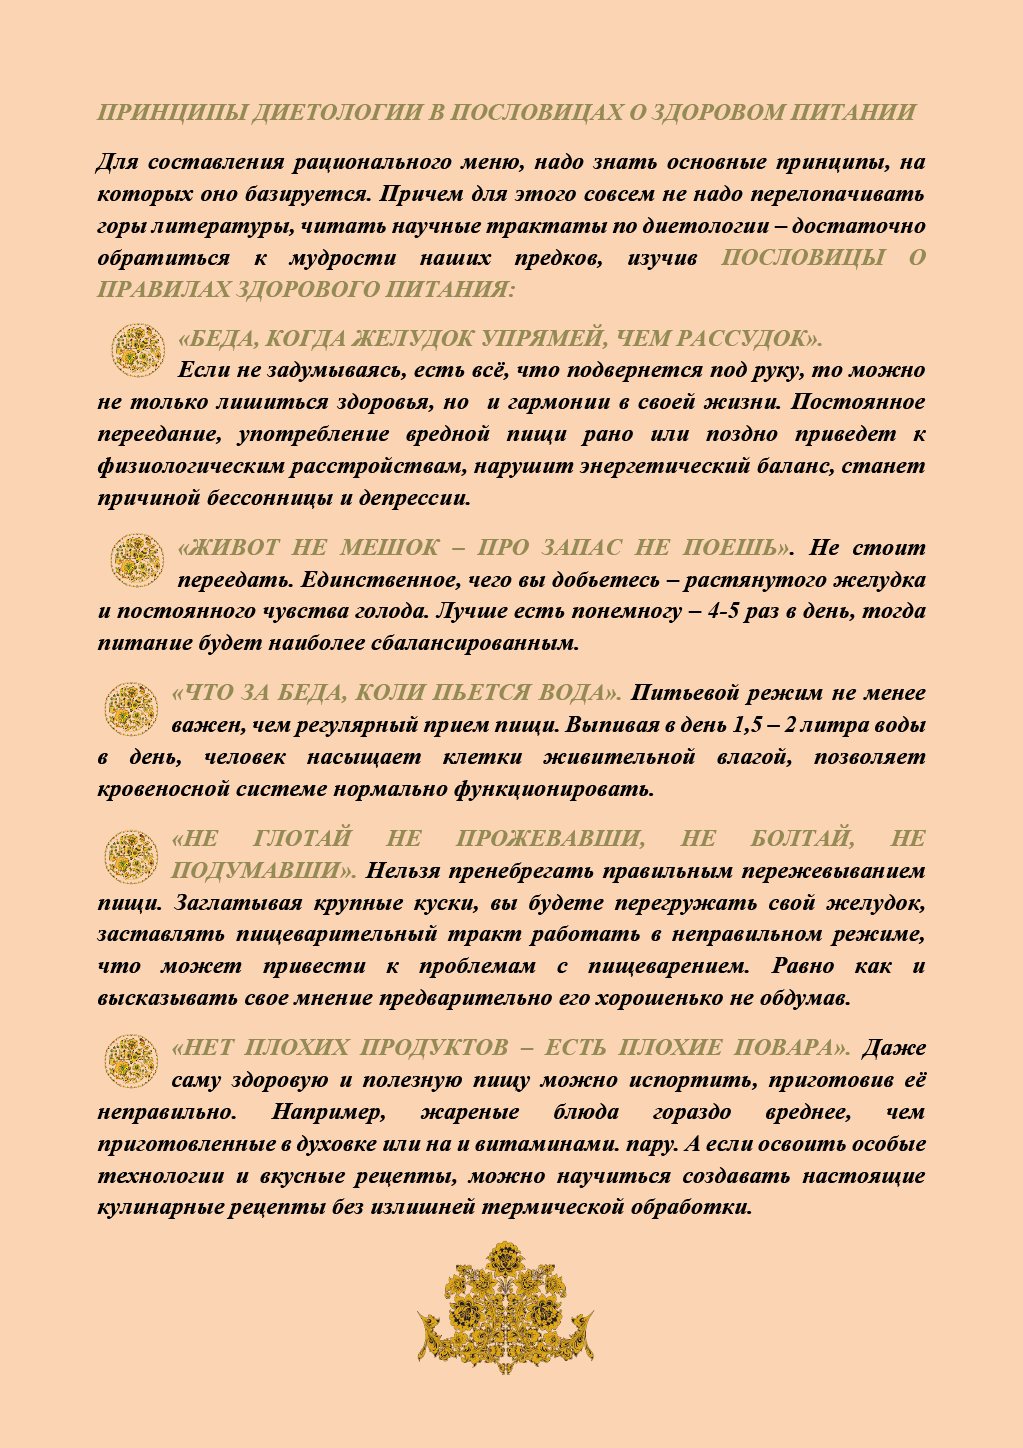 ПРИНЦИПЫ ДИЕТОЛОГИИ В ПОСЛОВИЦАХ О ЗДОРОВОМ ПИТАНИИ
Для составления рационального меню, надо знать основные принципы, на
которых оно базируется. Причем для этого совсем не надо перелопачивать
горы литературы, читать научные трактаты по диетологии – достаточно
обратиться к мудрости наших предков, изучив ПОСЛОВИЦЫ О
ПРАВИЛАХ ЗДОРОВОГО ПИТАНИЯ:
«БЕДА, КОГДА ЖЕЛУДОК УПРЯМЕЙ, ЧЕМ РАССУДОК».
Если не задумываясь, есть всё, что подвернется под руку, то можно
не только лишиться здоровья, но и гармонии в своей жизни. Постоянное
переедание, употребление вредной пищи рано или поздно приведет к
физиологическим расстройствам, нарушит энергетический баланс, станет
причиной бессонницы и депрессии.
«ЖИВОТ НЕ МЕШОК – ПРО ЗАПАС НЕ ПОЕШЬ». Не стоит
переедать. Единственное, чего вы добьетесь – растянутого желудка
и постоянного чувства голода. Лучше есть понемногу – 4-5 раз в день, тогда
питание будет наиболее сбалансированным.
«ЧТО ЗА БЕДА, КОЛИ ПЬЕТСЯ ВОДА». Питьевой режим не менее
важен, чем регулярный прием пищи. Выпивая в день 1,5 – 2 литра воды
в день, человек насыщает клетки живительной влагой, позволяет
кровеносной системе нормально функционировать.
«НЕ ГЛОТАЙ НЕ ПРОЖЕВАВШИ, НЕ БОЛТАЙ, НЕ
ПОДУМАВШИ». Нельзя пренебрегать правильным пережевыванием
пищи. Заглатывая крупные куски, вы будете перегружать свой желудок,
заставлять пищеварительный тракт работать в неправильном режиме,
что может привести к проблемам с пищеварением. Равно как и
высказывать свое мнение предварительно его хорошенько не обдумав.
«НЕТ ПЛОХИХ ПРОДУКТОВ – ЕСТЬ ПЛОХИЕ ПОВАРА». Даже
саму здоровую и полезную пищу можно испортить, приготовив её
неправильно. Например, жареные блюда гораздо вреднее, чем
приготовленные в духовке или на и витаминами. пару. А если освоить особые
технологии и вкусные рецепты, можно научиться создавать настоящие
кулинарные рецепты без излишней термической обработки.